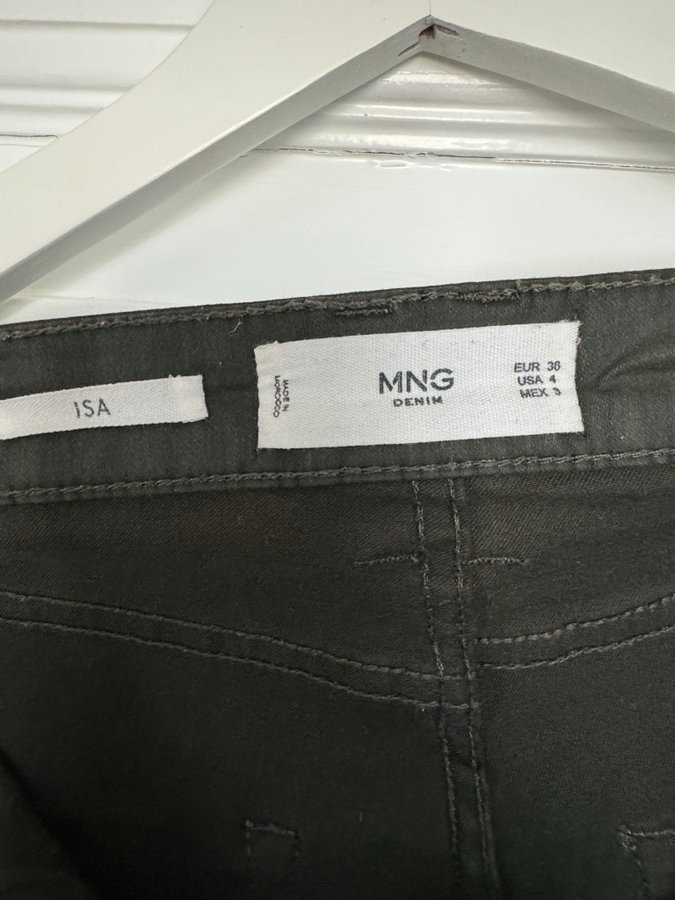 ISA
MADE IN
MOROCCO
MNG
DENIM
EUR 36
USA 4
MEX 3